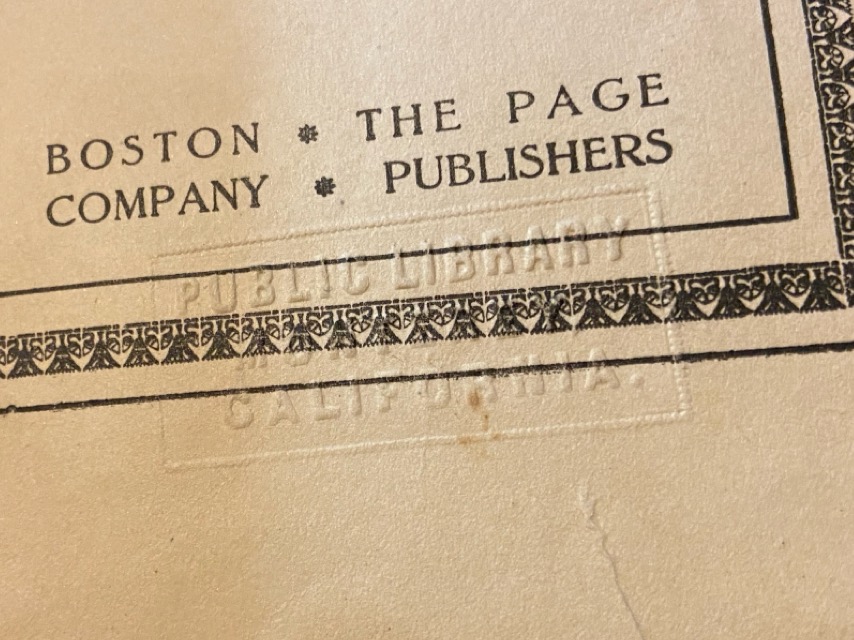 BOSTON * THE PAGE
COMPANY * PUBLISHERS
PUBLIC LIBRARY
CALIFORNIA.